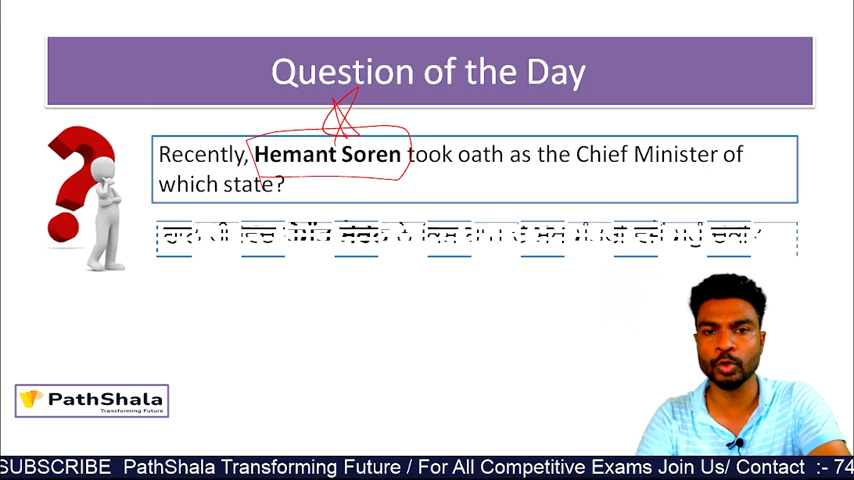 Question of the Day
Recently, Hemant Soren took oath as the Chief Minister of
which state?
PathShala
Transforming Future
SUBSCRIBE PathShala Transforming Future / For All Competitive Exams Join Us/ Contact :- 74